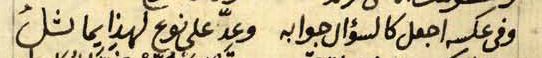 وفي عكسه اجعل كالسؤال جوابه وعدّ على نوع لهذا يماثل